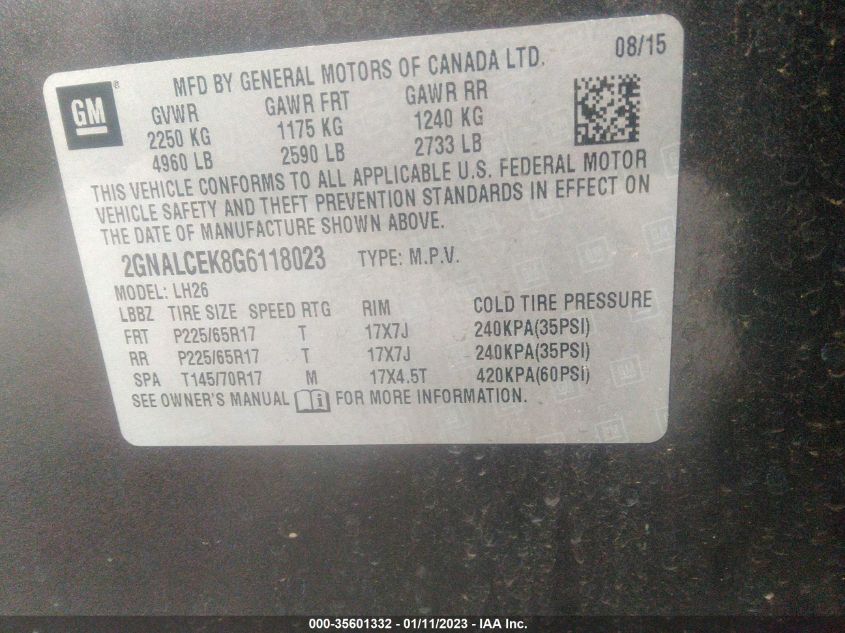 MFD BY GENERAL MOTORS OF CANADA LTD. 08/15
GM ®
GVWR GAWR FRT GAWR RR
2250 KG 1175 KG 1240 KG
4960 LB 2590 LB 2733 LB
THIS VEHICLE CONFORMS TO ALL APPLICABLE U.S. FEDERAL MOTOR
VEHICLE SAFETY AND THEFT PREVENTION STANDARDS IN EFFECT ON
THE DATE OF MANUFACTURE SHOWN ABOVE.
2GNALCEK8G6118023 TYPE: M.P.V.
MODEL: LH26
LBBZ TIRE SIZE SPEED RTG RIM COLD TIRE PRESSURE
FRT P225/65R17 T 17X7J 240KPA(35PSI)
RR P225/65R17 T 17X7J 240KPA(35PSI)
SPA T145/70R17 M 17X4.5T 420KPA(60PSI)
SEE OWNER'S MANUAL FOR MORE INFORMATION.
000-35601332 - 01/11/2023 - IAA Inc.